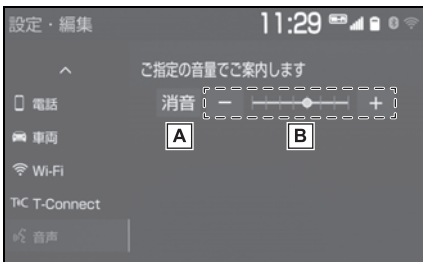 設定・編集
11:29
ご指定の音量でご案内します
電話
消音 − +
車両
A B
Wi-Fi
T-Connect
音声